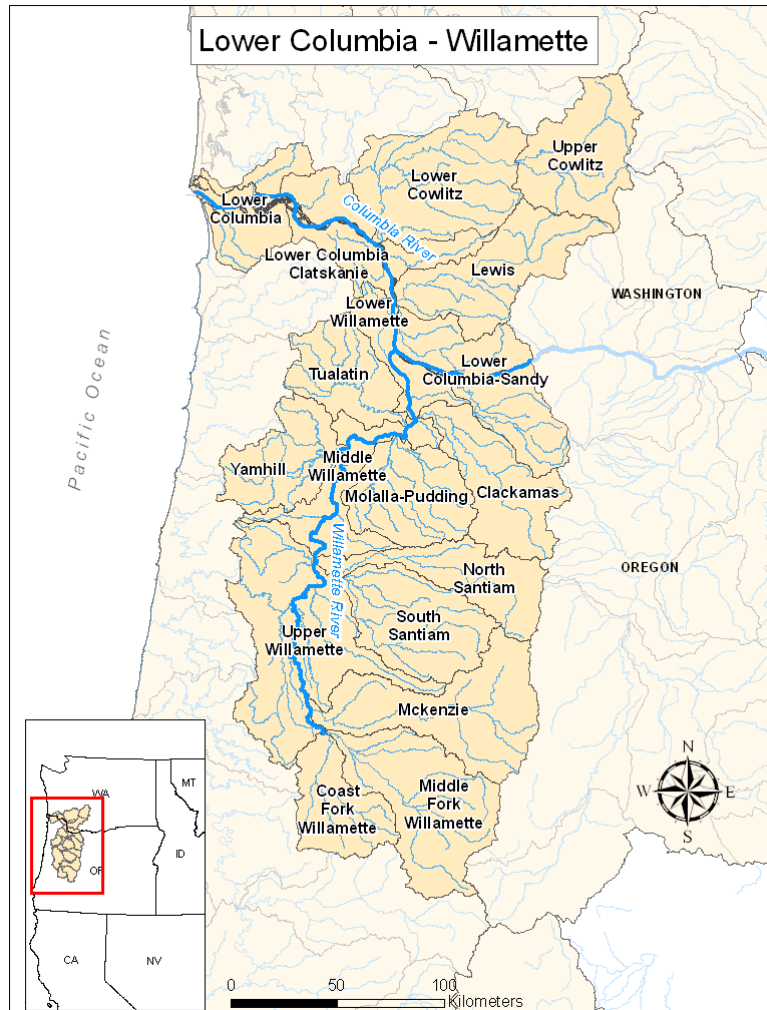 Lower Columbia - Willamette
Upper
Cowlitz
Lower
Cowlitz
Lower
Columbia
Columbia River
Lower Columbia
Clatskanie
Lewis
WASHINGTON
Lower
Willamette
Lower
Columbia-Sandy
Tualatin
Pacific Ocean
Yamhill
Middle
Willamette
Molalla-Pudding
Clackamas
Willamette River
North
Santiam
OREGON
South
Santiam
Upper
Willamette
Mckenzie
Coast
Fork
Willamette
Middle
Fork
Willamette
N
W
E
S
WA
MT
OR
ID
CA
NV
0
50
100
Kilometers